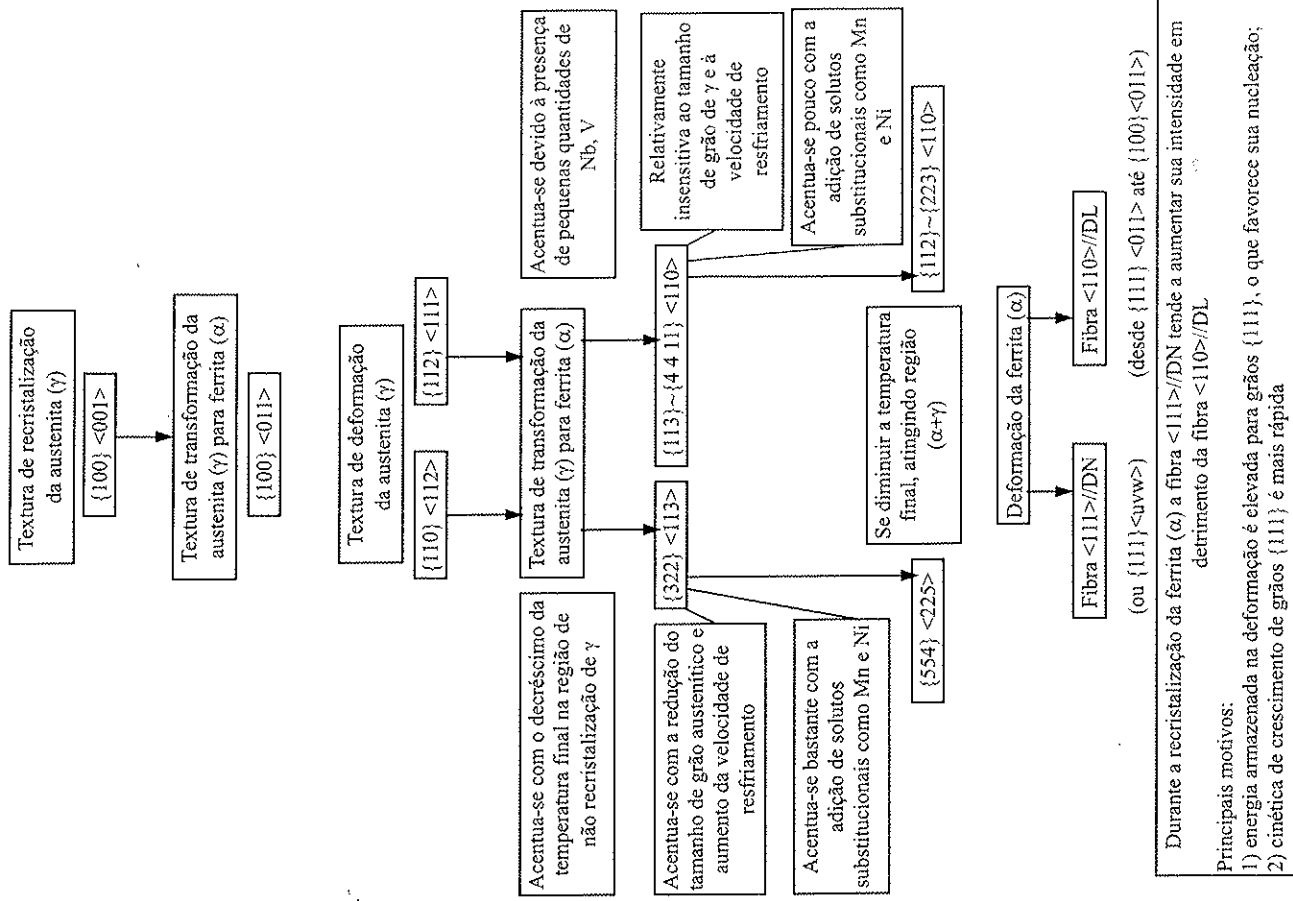 Textura de recristalização
da austenita (γ)
{100} <001>
Textura de transformação da
austenita (γ) para ferrita (α)
{100} <011>
Textura de deformação
da austenita (γ)
{110} <112>
{112} <111>
Acentua-se com o decréscimo da
temperatura final na região de
não recristalização de γ
Textura de transformação da
austenita (γ) para ferrita (α)
Acentua-se devido à presença
de pequenas quantidades de
Nb, V
Acentua-se com a redução do
tamanho de grão austenítico e
aumento da velocidade de
resfriamento
{322} <113>
{113}~{4 4 11} <110>
Relativamente
insensitiva ao tamanho
de grão de γ e à
velocidade de
resfriamento
Acentua-se bastante com a
adição de solutos
substitucionais como Mn e Ni
Se diminuir a temperatura
final, atingindo região
(α+γ)
Acentua-se pouco com a
adição de solutos
substitucionais como Mn
e Ni
{554} <225>
{112}~{223} <110>
Deformação da ferrita (α)
Fibra <111>//DN
Fibra <110>//DL
(ou {111}<uvw>)
(desde {111} <011> até {100}<011>)
Durante a recristalização da ferrita (α) a fibra <111>//DN tende a aumentar sua intensidade em
detrimento da fibra <110>//DL
Principais motivos:
1) energia armazenada na deformação é elevada para grãos {111}, o que favorece sua nucleação;
2) cinética de crescimento de grãos {111} é mais rápida